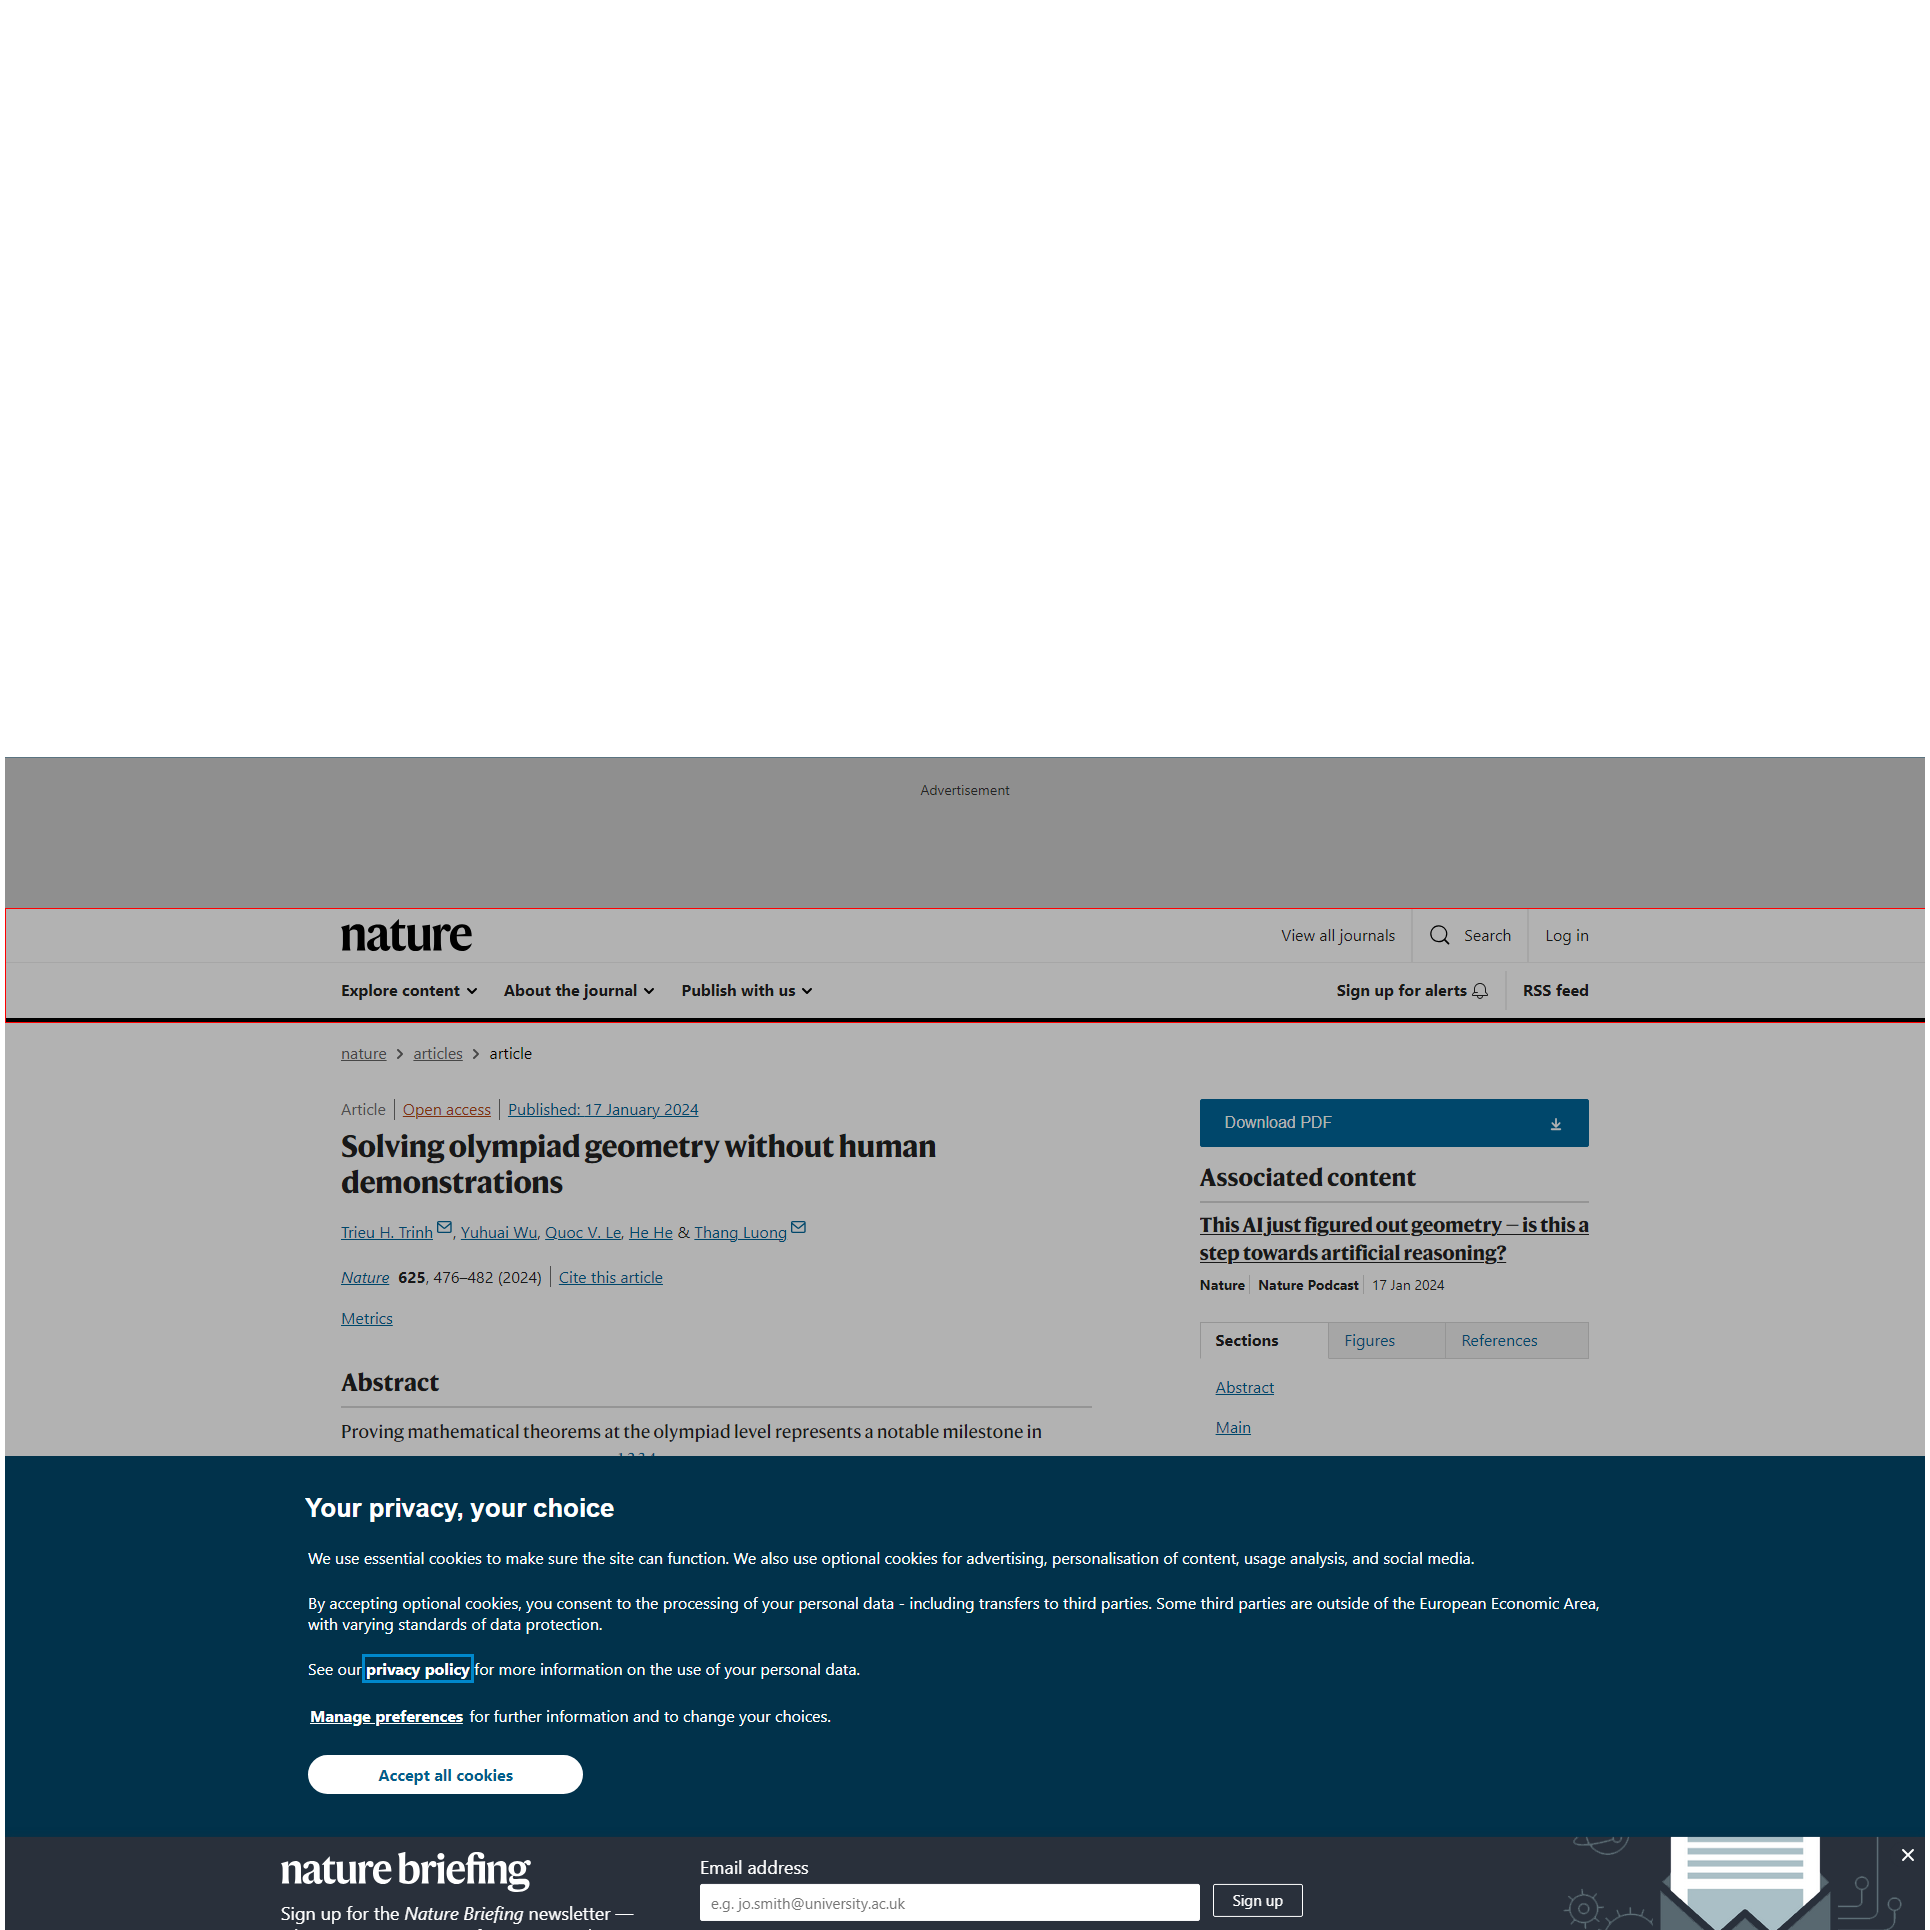 Advertisement
nature
View all journals
Search
Log in
Explore content
About the journal
Publish with us
Sign up for alerts
RSS feed
nature > articles > article
Article
Open access
Published: 17 January 2024
Solving olympiad geometry without human
demonstrations
Trieu H. Trinh, Yuhuai Wu, Quoc V. Le, He He & Thang Luong
Nature 625, 476–482 (2024)
Cite this article
Metrics
Abstract
Proving mathematical theorems at the olympiad level represents a notable milestone in
Download PDF
Associated content
This AI just figured out geometry — is this a
step towards artificial reasoning?
Nature
Nature Podcast
17 Jan 2024
Sections
Figures
References
Abstract
Main
Your privacy, your choice
We use essential cookies to make sure the site can function. We also use optional cookies for advertising, personalisation of content, usage analysis, and social media.
By accepting optional cookies, you consent to the processing of your personal data - including transfers to third parties. Some third parties are outside of the European Economic Area,
with varying standards of data protection.
See our privacy policy for more information on the use of your personal data.
Manage preferences for further information and to change your choices.
Accept all cookies
nature briefing
Sign up for the Nature Briefing newsletter —
Email address
e.g. jo.smith@university.ac.uk
Sign up